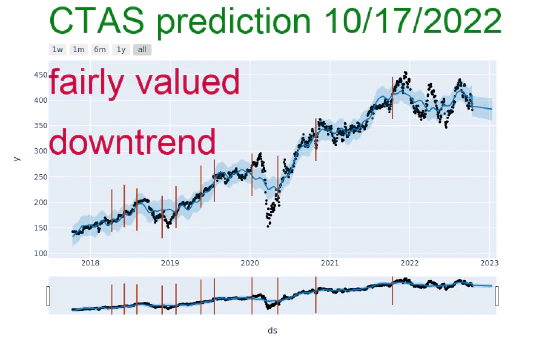 CTAS prediction 10/17/2022
1w 1m 6m 1y all
fairly valued
downtrend
y
450
400
350
300
250
200
150
100
2018 2019 2020 2021 2022 2023
ds